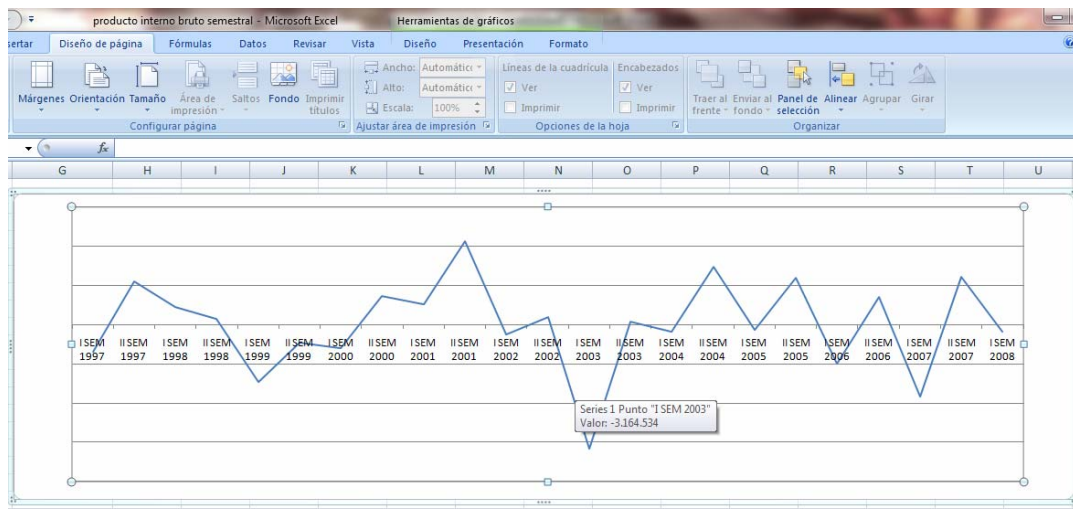 producto interno bruto semestral - Microsoft Excel
Herramientas de gráficos
sertar Diseño de página Fórmulas Datos Revisar Vista Diseño Presentación Formato
Márgenes Orientación Tamaño Área de impresión Saltos Fondo Imprimir títulos
Configurar página
Ancho: Automático
Alto: Automático
Escala: 100%
Ajustar área de impresión
Líneas de la cuadrícula Encabezados
Ver Ver
Imprimir Imprimir
Opciones de la hoja
Traer al frente Enviar al fondo Panel de selección Alinear Agrupar Girar
Organizar
fx
G H I J K L M N O P Q R S T U
I SEM II SEM I SEM II SEM I SEM II SEM I SEM II SEM I SEM II SEM I SEM II SEM I SEM II SEM I SEM II SEM I SEM II SEM I SEM II SEM I SEM II SEM I SEM
1997 1997 1998 1998 1999 1999 2000 2000 2001 2001 2002 2002 2003 2003 2004 2004 2005 2005 2006 2006 2007 2007 2008
Series 1 Punto "I SEM 2003"
Valor: -3.164.534